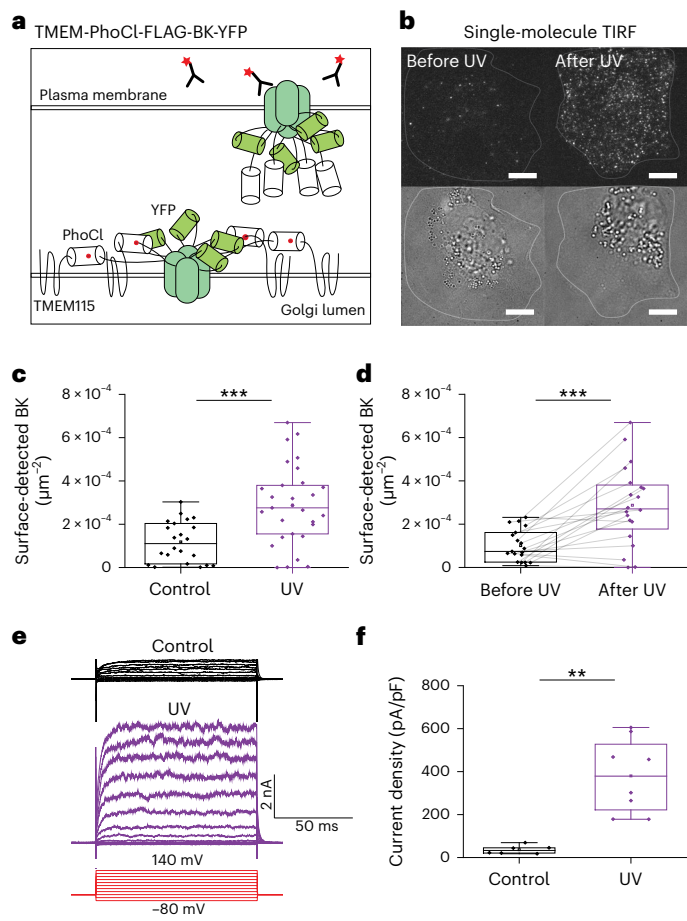 a TMEM-PhoCl-FLAG-BK-YFP
Plasma membrane
YFP
PhoCl
TMEM115
Golgi lumen
b Single-molecule TIRF
Before UV After UV
c
***
8 × 10⁻⁴
6 × 10⁻⁴
4 × 10⁻⁴
2 × 10⁻⁴
0
Surface-detected BK
(μm⁻²)
Control UV
d
***
8 × 10⁻⁴
6 × 10⁻⁴
4 × 10⁻⁴
2 × 10⁻⁴
0
Surface-detected BK
(μm⁻²)
Before UV After UV
e
Control
UV
2 nA
50 ms
140 mV
–80 mV
f
**
800
600
400
200
0
Current density (pA/pF)
Control UV